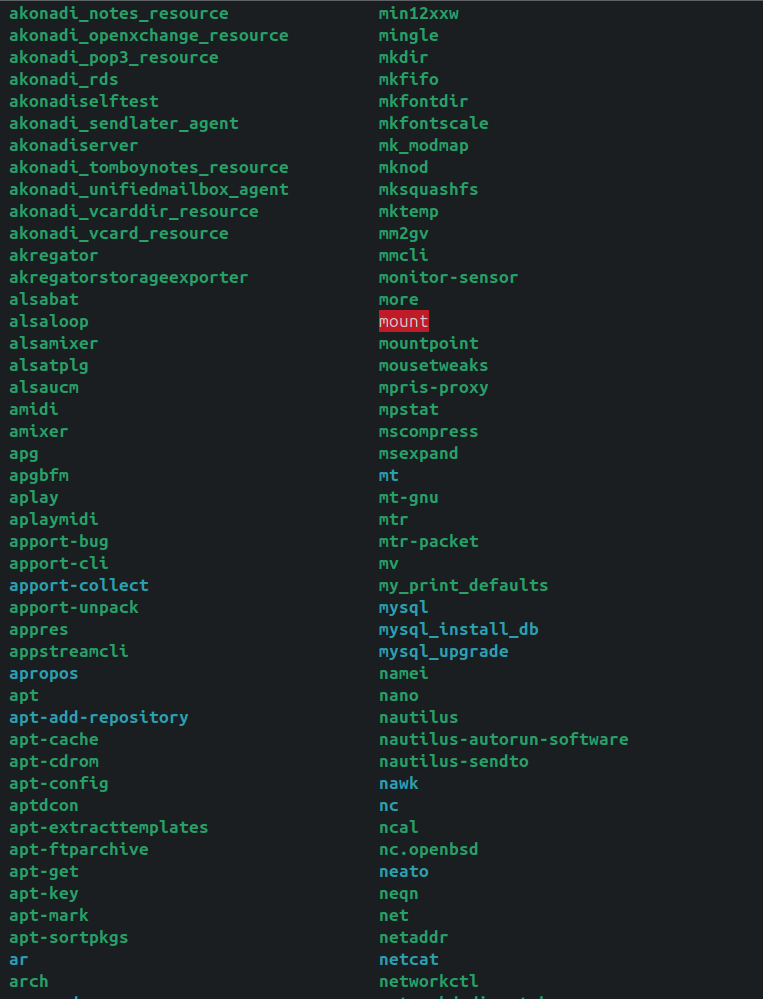 akonadi_notes_resource min12xxw
akonadi_openxchange_resource mingle
akonadi_pop3_resource mkdir
akonadi_rds mkfifo
akonadiselftest mkfontdir
akonadi_sendlater_agent mkfontscale
akonadiserver mk_modmap
akonadi_tomboynotes_resource mknod
akonadi_unifiedmailbox_agent mksquashfs
akonadi_vcarddir_resource mktemp
akonadi_vcard_resource mm2gv
akregator mmcli
akregatorstorageexporter monitor-sensor
alsabat more
alsaloop mount
alsamixer mountpoint
alsatplg mousetweaks
alsaucm mpris-proxy
amidi mpstat
amixer mscompress
apg msexpand
apgbfm mt
aplay mt-gnu
aplaymidi mtr
apport-bug mtr-packet
apport-cli mv
apport-collect my_print_defaults
apport-unpack mysql
appres mysql_install_db
appstreamcli mysql_upgrade
apropos namei
apt nano
apt-add-repository nautilus
apt-cache nautilus-autorun-software
apt-cdrom nautilus-sendto
apt-config nawk
aptdcon nc
apt-extracttemplates ncal
apt-ftparchive nc.openbsd
apt-get neato
apt-key neqn
apt-mark net
apt-sortpkgs netaddr
ar netcat
arch networkctl